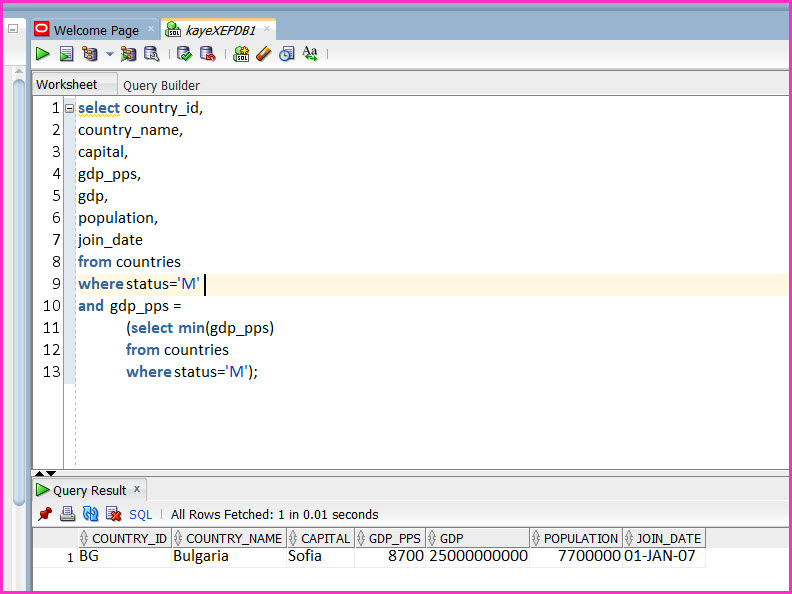 Welcome Page × kayeXEPDB1 ×
SQL SQL Aa
Worksheet Query Builder
1 select country_id,
2 country_name,
3 capital,
4 gdp_pps,
5 gdp,
6 population,
7 join_date
8 from countries
9 where status='M'
10 and gdp_pps =
11 (select min(gdp_pps)
12 from countries
13 where status='M');
Query Result ×
SQL | All Rows Fetched: 1 in 0.01 seconds
COUNTRY_ID COUNTRY_NAME CAPITAL GDP_PPS GDP POPULATION JOIN_DATE
1 BG Bulgaria Sofia 8700 25000000000 7700000 01-JAN-07